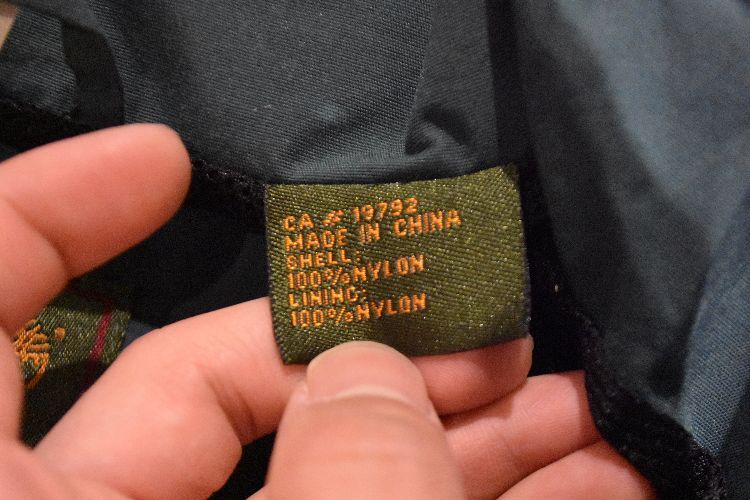 CA # 19792
MADE IN CHINA
SHELL:
100% NYLON
LINING:
100% NYLON